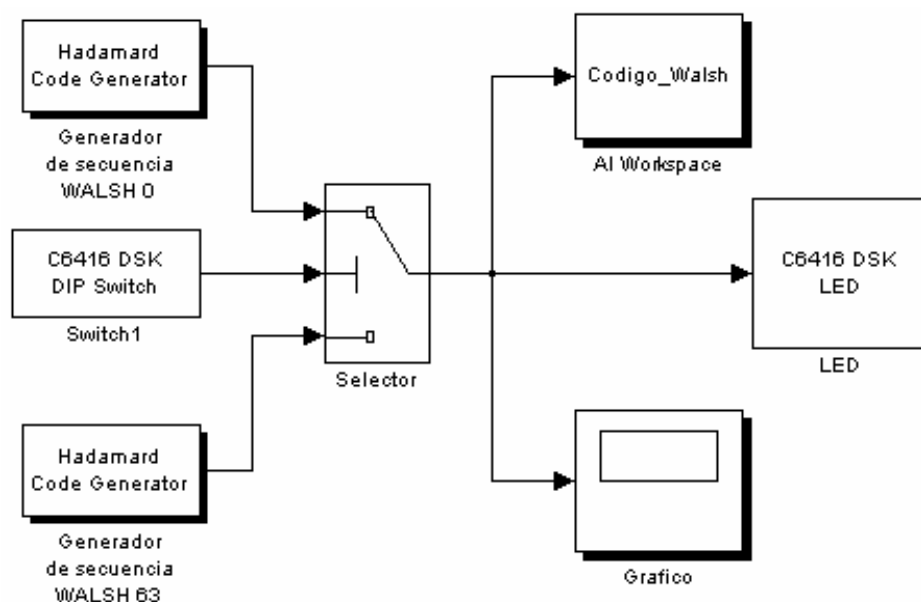 Hadamard
Code Generator
Generador
de secuencia
WALSH 0
C6416 DSK
DIP Switch
Switch1
Hadamard
Code Generator
Generador
de secuencia
WALSH 63
Selector
Codigo_Walsh
Al Workspace
C6416 DSK
LED
LED
Grafico